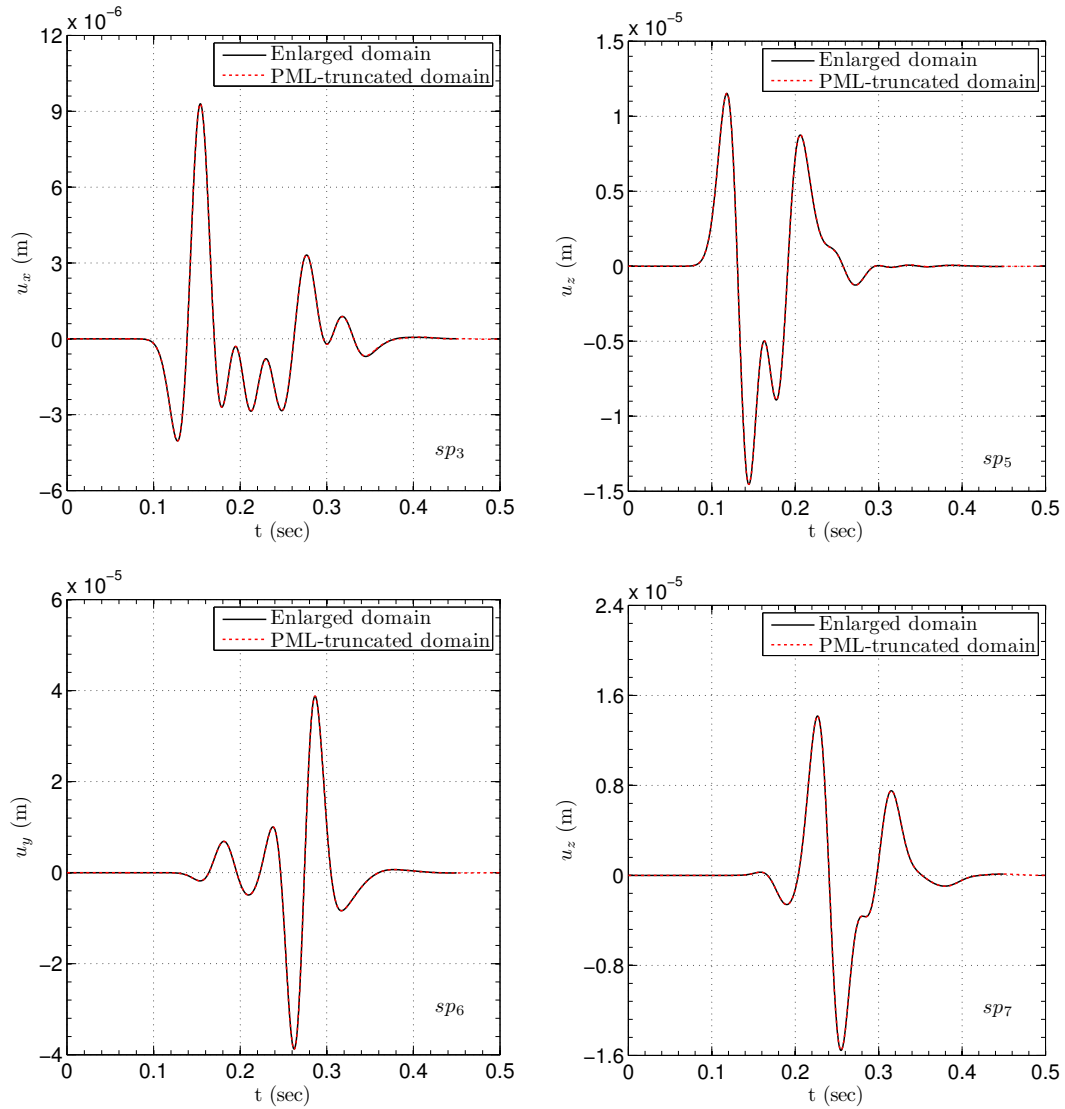 x 10⁻⁶
12
9
6
3
0
−3
−6
u_x (m)
Enlarged domain
PML-truncated domain
sp₃
0 0.1 0.2 0.3 0.4 0.5
t (sec)
x 10⁻⁵
1.5
1
0.5
0
−0.5
−1
−1.5
u_z (m)
Enlarged domain
PML-truncated domain
sp₅
0 0.1 0.2 0.3 0.4 0.5
t (sec)
x 10⁻⁵
6
4
2
0
−2
−4
u_y (m)
Enlarged domain
PML-truncated domain
sp₆
0 0.1 0.2 0.3 0.4 0.5
t (sec)
x 10⁻⁵
2.4
1.6
0.8
0
−0.8
−1.6
u_z (m)
Enlarged domain
PML-truncated domain
sp₇
0 0.1 0.2 0.3 0.4 0.5
t (sec)